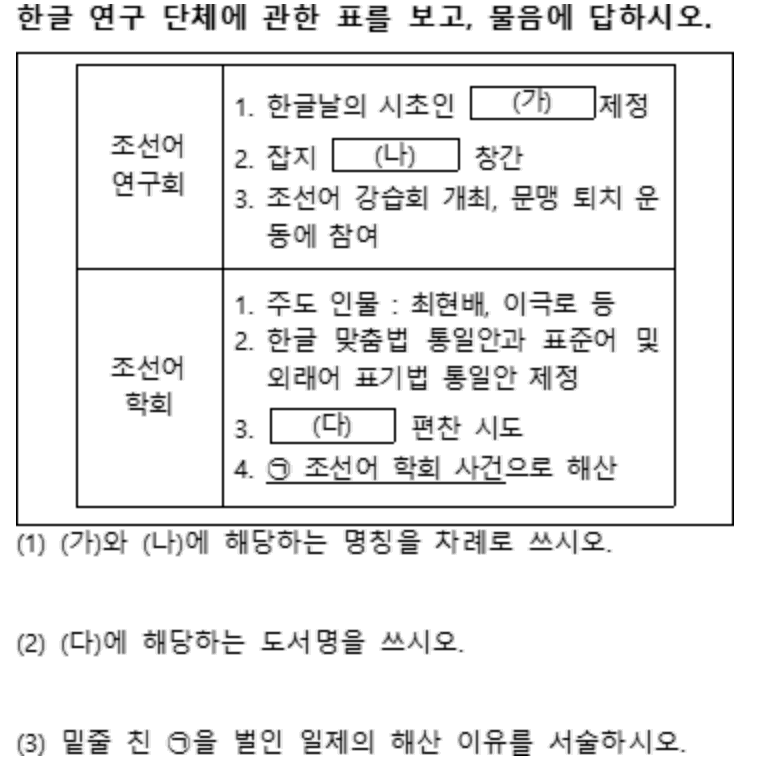 한글 연구 단체에 관한 표를 보고, 물음에 답하시오.
조선어
연구회
1. 한글날의 시초인 (가) 제정
2. 잡지 (나) 창간
3. 조선어 강습회 개최, 문맹 퇴치 운
동에 참여
조선어
학회
1. 주도 인물 : 최현배, 이극로 등
2. 한글 맞춤법 통일안과 표준어 및
외래어 표기법 통일안 제정
3. (다) 편찬 시도
4. ㉠ 조선어 학회 사건으로 해산
(1) (가)와 (나)에 해당하는 명칭을 차례로 쓰시오.
(2) (다)에 해당하는 도서명을 쓰시오.
(3) 밑줄 친 ㉠을 벌인 일제의 해산 이유를 서술하시오.